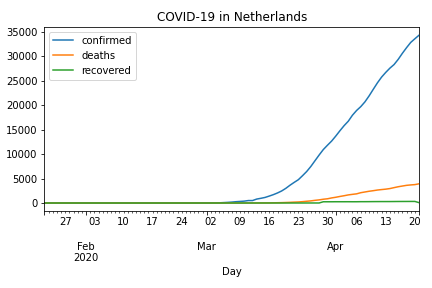 COVID-19 in Netherlands
35000
30000
25000
20000
15000
10000
5000
0
confirmed
deaths
recovered
27 03 10 17 24 02 09 16 23 30 06 13 20
Feb Mar Apr
2020
Day